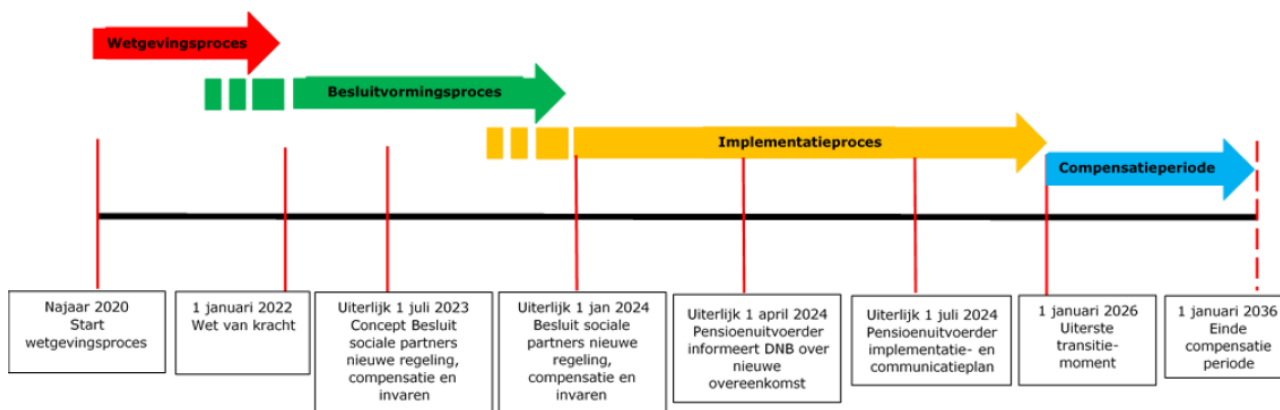 Wetgevingsproces
Besluitvormingsproces
Implementatieproces
Compensatieperiode
Najaar 2020
Start
wetgevingsproces
1 januari 2022
Wet van kracht
Uiterlijk 1 juli 2023
Concept Besluit
sociale partners
nieuwe regeling,
compensatie en
invaren
Uiterlijk 1 jan 2024
Besluit sociale
partners nieuwe
regeling,
compensatie en
invaren
Uiterlijk 1 april 2024
Pensioenuitvoerder
informeert DNB over
nieuwe
overeenkomst
Uiterlijk 1 juli 2024
Pensioenuitvoerder
implementatie- en
communicatieplan
1 januari 2026
Uiterste
transitie-
moment
1 januari 2036
Einde
compensatie
periode